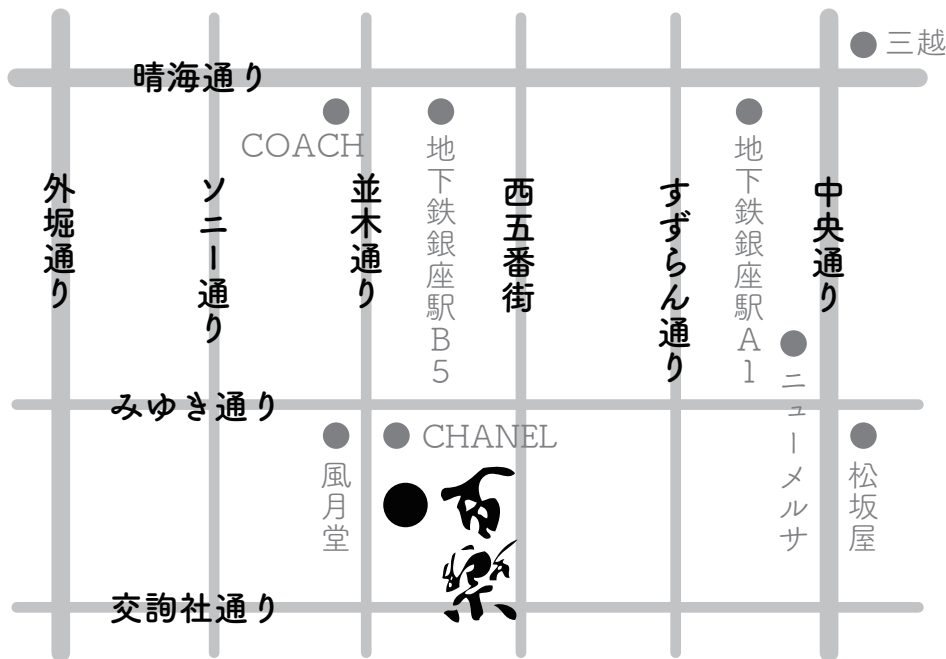 三越
晴海通り
COACH
地下鉄銀座駅B5
地下鉄銀座駅A1
外堀通り
ソニー通り
並木通り
西五番街
すずらん通り
中央通り
ニューメルサ
みゆき通り
風月堂
CHANEL
松坂屋
百樂
交詢社通り